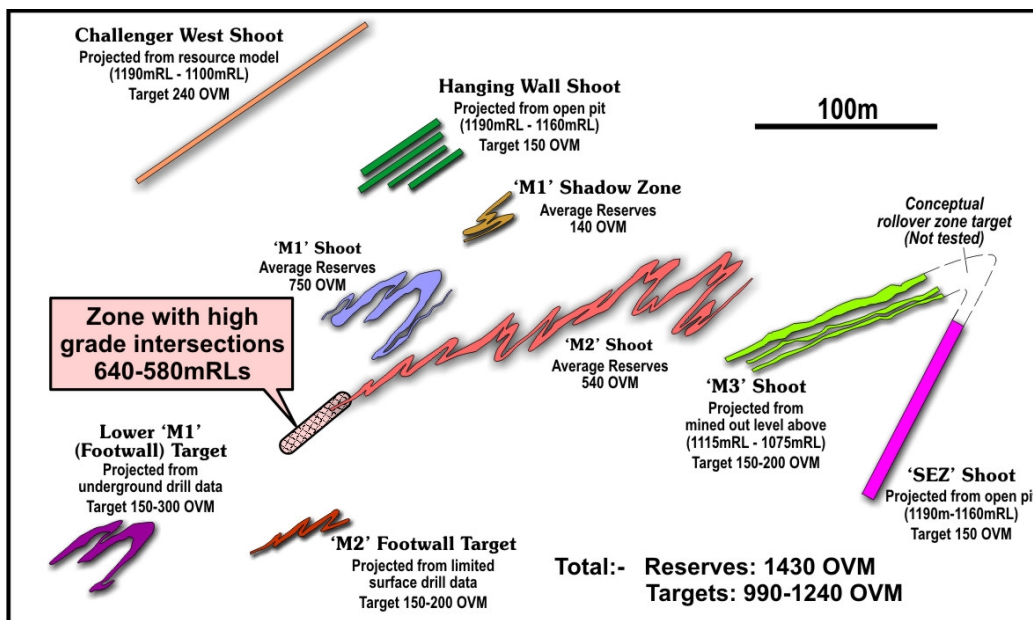 Challenger West Shoot
Projected from resource model
(1190mRL - 1100mRL)
Target 240 OVM
Hanging Wall Shoot
Projected from open pit
(1190mRL - 1160mRL)
Target 150 OVM
100m
'M1' Shadow Zone
Average Reserves
140 OVM
Conceptual
rollover zone target
(Not tested)
'M1' Shoot
Average Reserves
750 OVM
Zone with high
grade intersections
640-580mRLs
'M2' Shoot
Average Reserves
540 OVM
'M3' Shoot
Projected from
mined out level above
(1115mRL - 1075mRL)
Target 150-200 OVM
Lower 'M1'
(Footwall) Target
Projected from
underground drill data
Target 150-300 OVM
'SEZ' Shoot
Projected from open pit
(1190m-1160mRL)
Target 150 OVM
'M2' Footwall Target
Projected from limited
surface drill data
Target 150-200 OVM
Total:- Reserves: 1430 OVM
Targets: 990-1240 OVM